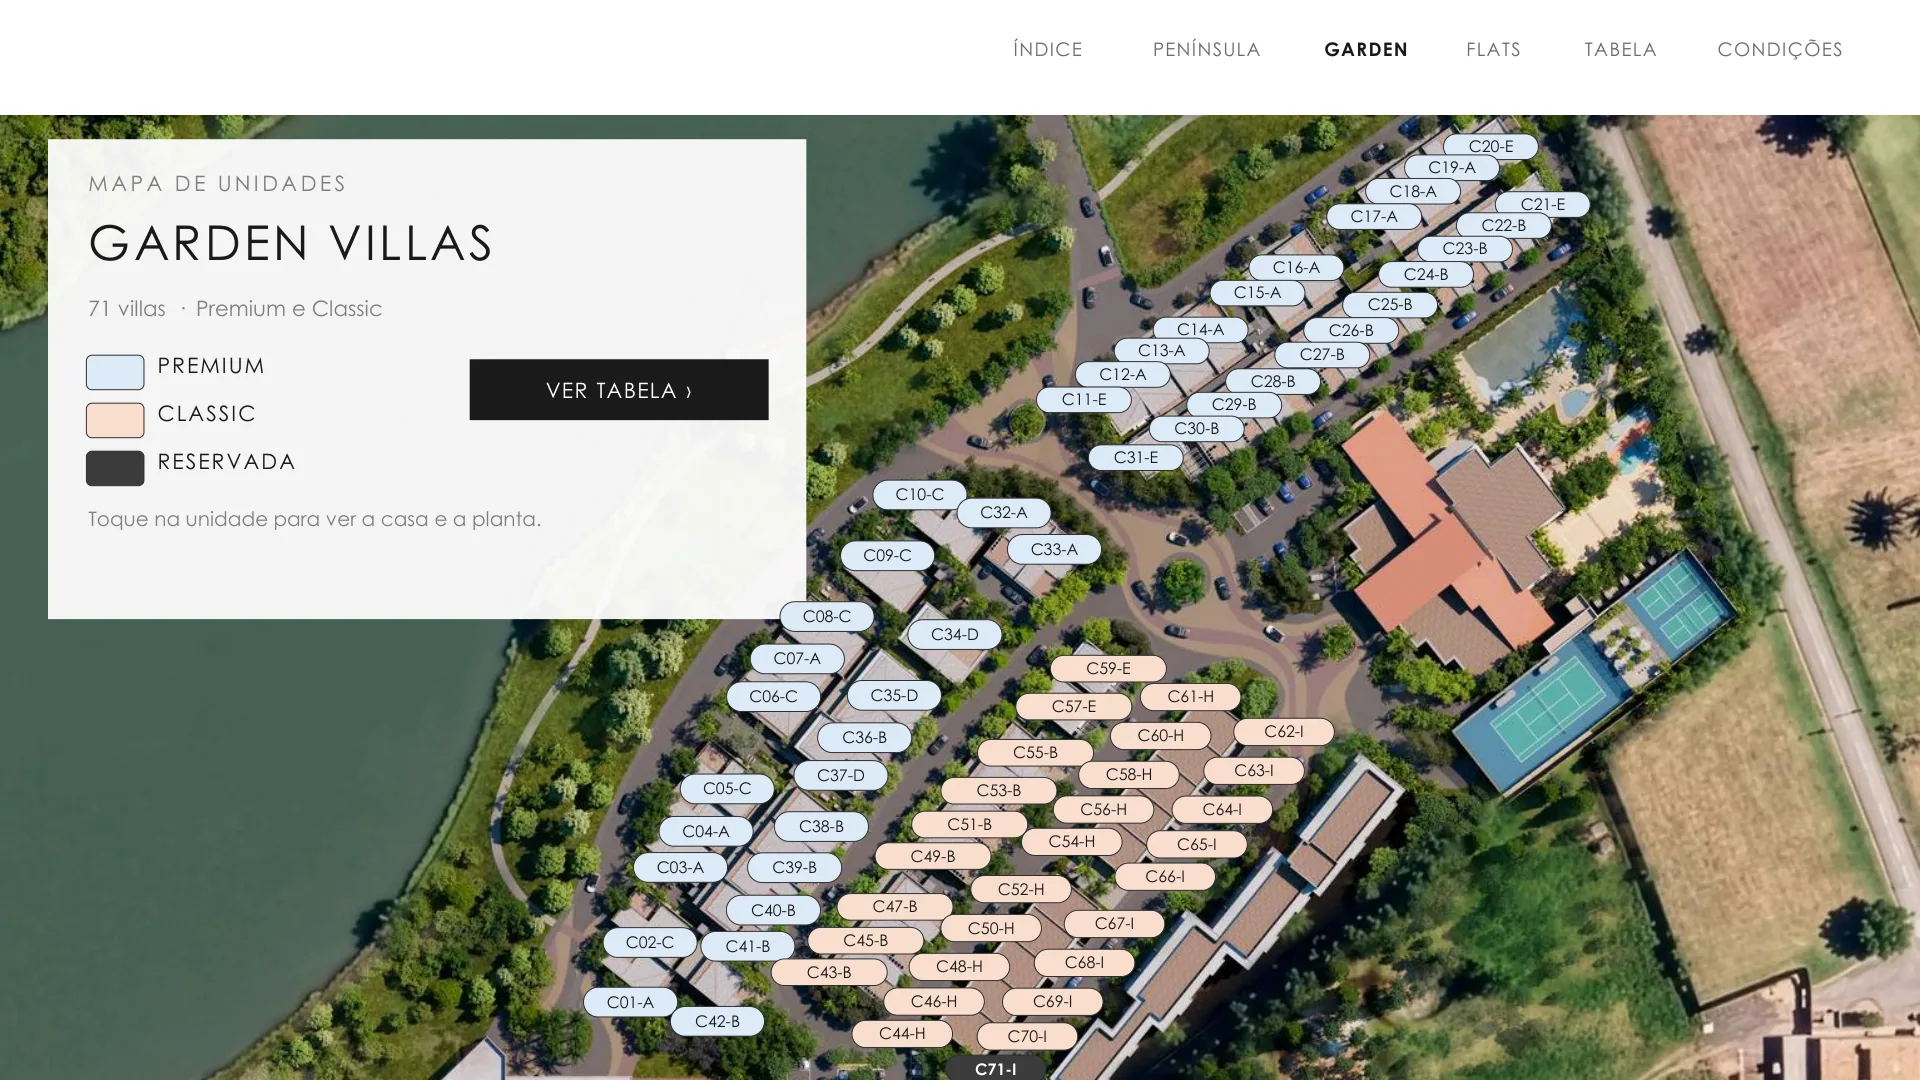 ÍNDICE PENÍNSULA GARDEN FLATS TABELA CONDIÇÕES
MAPA DE UNIDADES
GARDEN VILLAS
71 villas · Premium e Classic
PREMIUM
CLASSIC
RESERVADA
VER TABELA ›
Toque na unidade para ver a casa e a planta.
C20-E
C19-A
C18-A
C21-E
C17-A
C22-B
C23-B
C16-A
C24-B
C15-A
C25-B
C14-A
C26-B
C13-A
C27-B
C12-A
C28-B
C11-E
C29-B
C30-B
C31-E
C10-C
C32-A
C33-A
C09-C
C08-C
C34-D
C07-A
C59-E
C06-C
C35-D
C61-H
C57-E
C62-I
C60-H
C36-B
C55-B
C63-I
C58-H
C37-D
C05-C
C53-B
C56-H
C64-I
C51-B
C38-B
C04-A
C54-H
C65-I
C49-B
C03-A
C39-B
C66-I
C52-H
C47-B
C40-B
C67-I
C50-H
C45-B
C02-C
C41-B
C68-I
C48-H
C43-B
C01-A
C46-H
C69-I
C42-B
C44-H
C70-I
C71-I